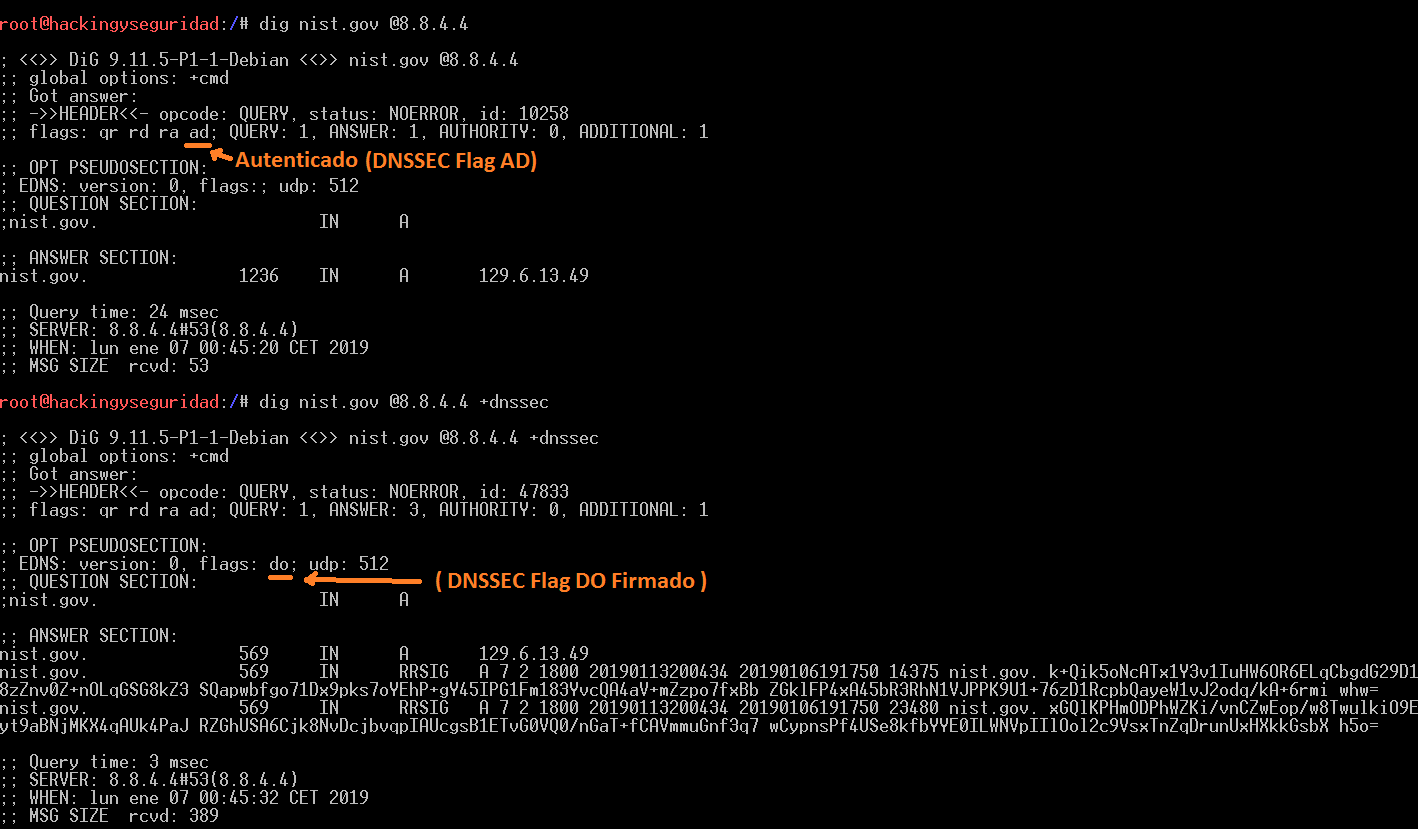 root@hackingyseguridad:/# dig nist.gov @8.8.4.4
; <<>> DiG 9.11.5-P1-1-Debian <<>> nist.gov @8.8.4.4
;; global options: +cmd
;; Got answer:
;; ->>HEADER<<- opcode: QUERY, status: NOERROR, id: 10258
;; flags: qr rd ra ad; QUERY: 1, ANSWER: 1, AUTHORITY: 0, ADDITIONAL: 1
Autenticado (DNSSEC Flag AD)
;; OPT PSEUDOSECTION:
; EDNS: version: 0, flags:; udp: 512
;; QUESTION SECTION:
;nist.gov. IN A
;; ANSWER SECTION:
nist.gov. 1236 IN A 129.6.13.49
;; Query time: 24 msec
;; SERVER: 8.8.4.4#53(8.8.4.4)
;; WHEN: lun ene 07 00:45:20 CET 2019
;; MSG SIZE rcvd: 53
root@hackingyseguridad:/# dig nist.gov @8.8.4.4 +dnssec
; <<>> DiG 9.11.5-P1-1-Debian <<>> nist.gov @8.8.4.4 +dnssec
;; global options: +cmd
;; Got answer:
;; ->>HEADER<<- opcode: QUERY, status: NOERROR, id: 47833
;; flags: qr rd ra ad; QUERY: 1, ANSWER: 3, AUTHORITY: 0, ADDITIONAL: 1
;; OPT PSEUDOSECTION:
; EDNS: version: 0, flags: do; udp: 512
( DNSSEC Flag DO Firmado )
;; QUESTION SECTION:
;nist.gov. IN A
;; ANSWER SECTION:
nist.gov. 569 IN A 129.6.13.49
nist.gov. 569 IN RRSIG A 7 2 1800 20190113200434 20190106191750 14375 nist.gov. k+Qik5oNcATx1Y3v1IuHW6OR6ELqCbgdG29D1
8zZnv0Z+nOLqGSG8kZ3 SQapwbfgo71Dx9pks7oYEhP+gY45IPG1Fm183YvcQA4aV+mZzpo7fxBb ZGklFP4xA45bR3RhN1VJPPK9U1+76zD1RcpbQayeW1vJ2odq/kA+6rmi whw=
nist.gov. 569 IN RRSIG A 7 2 1800 20190113200434 20190106191750 23480 nist.gov. xGQlKPHmODPhWZKi/vnCZwEop/w8TwulkiO9E
yt9aBNjMKX4qAUk4PaJ RZGhUSA6Cjk8NvDcjbvqpIAUcgsB1ETvG0VQ0/nGaT+fCAVmmuGnf3q7 wCypnsPf4USe8kfbYYE0ILWNVpIIlOol2c9VsxTnZqDrunUxHXkkGsbX h5o=
;; Query time: 3 msec
;; SERVER: 8.8.4.4#53(8.8.4.4)
;; WHEN: lun ene 07 00:45:32 CET 2019
;; MSG SIZE rcvd: 389